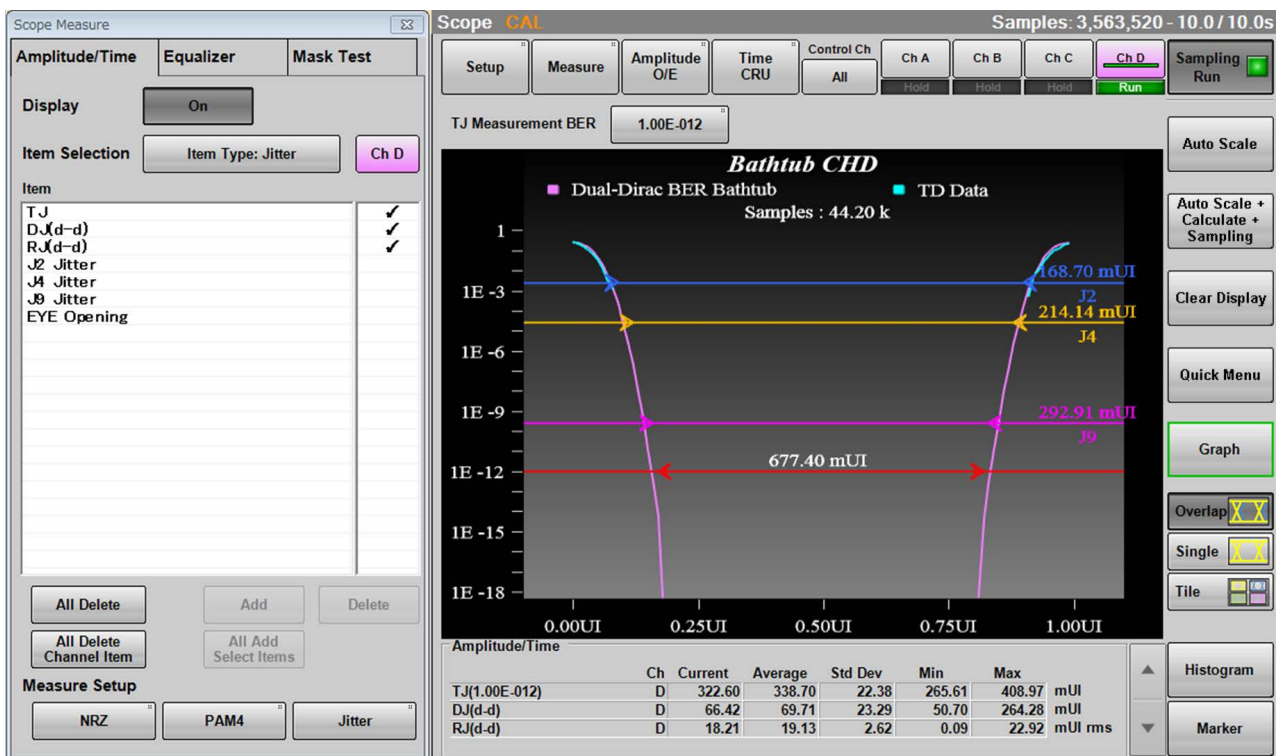 Scope Measure
Amplitude/Time Equalizer Mask Test
Display On
Item Selection Item Type: Jitter Ch D
Item
TJ ✓
DJ(d-d) ✓
RJ(d-d) ✓
J2 Jitter
J4 Jitter
J9 Jitter
EYE Opening
All Delete Add Delete
All Delete Channel Item All Add Select Items
Measure Setup
NRZ PAM4 Jitter
Scope CAL Samples: 3,563,520 - 10.0/10.0s
Setup Measure Amplitude O/E Time CRU Control Ch All Ch A Hold Ch B Hold Ch C Hold Ch D Run Sampling Run
TJ Measurement BER 1.00E-012
Bathtub CHD
Dual-Dirac BER Bathtub TD Data
Samples : 44.20 k
1
1E -3
1E -6
1E -9
1E -12
1E -15
1E -18
168.70 mUI
J2
214.14 mUI
J4
292.91 mUI
J9
677.40 mUI
0.00UI 0.25UI 0.50UI 0.75UI 1.00UI
Amplitude/Time
Ch Current Average Std Dev Min Max
TJ(1.00E-012) D 322.60 338.70 22.38 265.61 408.97 mUI
DJ(d-d) D 66.42 69.71 23.29 50.70 264.28 mUI
RJ(d-d) D 18.21 19.13 2.62 0.09 22.92 mUI rms
Auto Scale
Auto Scale +
Calculate +
Sampling
Clear Display
Quick Menu
Graph
Overlap
Single
Tile
Histogram
Marker